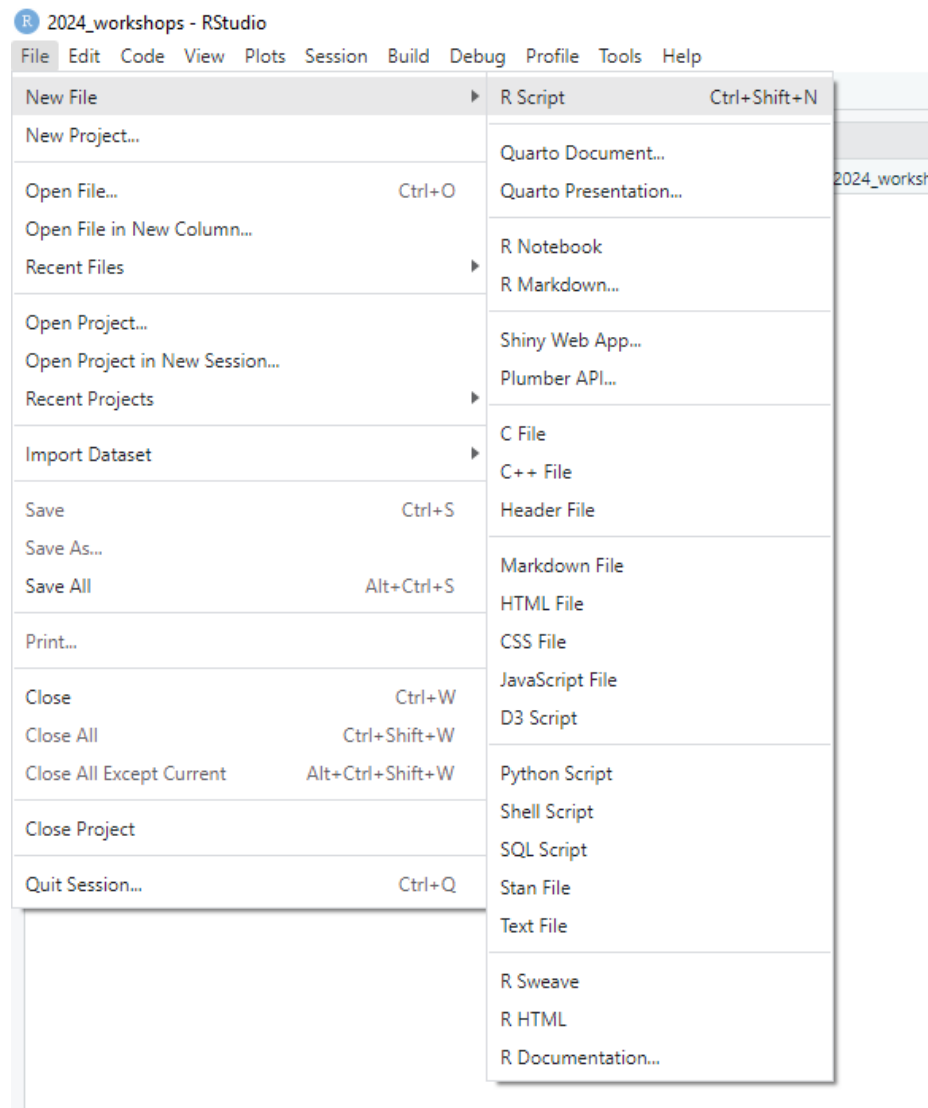 R 2024_workshops - RStudio
File Edit Code View Plots Session Build Debug Profile Tools Help
New File
New Project...
Open File... Ctrl+O
Open File in New Column...
Recent Files
Open Project...
Open Project in New Session...
Recent Projects
Import Dataset
Save Ctrl+S
Save As...
Save All Alt+Ctrl+S
Print...
Close Ctrl+W
Close All Ctrl+Shift+W
Close All Except Current Alt+Ctrl+Shift+W
Close Project
Quit Session... Ctrl+Q
R Script Ctrl+Shift+N
Quarto Document...
Quarto Presentation...
R Notebook
R Markdown...
Shiny Web App...
Plumber API...
C File
C++ File
Header File
Markdown File
HTML File
CSS File
JavaScript File
D3 Script
Python Script
Shell Script
SQL Script
Stan File
Text File
R Sweave
R HTML
R Documentation...